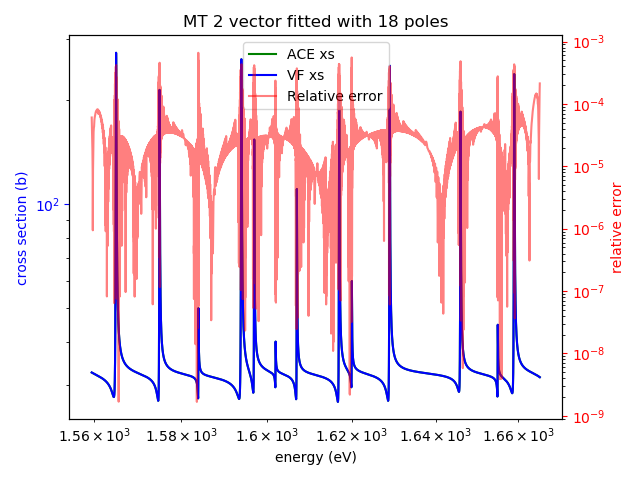 MT 2 vector fitted with 18 poles
ACE xs
VF xs
Relative error
cross section (b)
10²
10⁻³
10⁻⁴
10⁻⁵
10⁻⁶
10⁻⁷
10⁻⁸
10⁻⁹
relative error
1.56 × 10³ 1.58 × 10³ 1.6 × 10³ 1.62 × 10³ 1.64 × 10³ 1.66 × 10³
energy (eV)